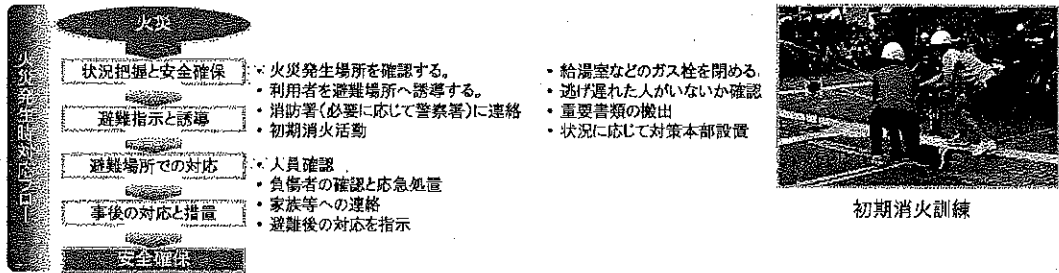 火災発生時対応フロー
火災
状況把握と安全確保
避難指示と誘導
避難場所での対応
事後の対応と措置
安全確保
・火災発生場所を確認する。
・利用者を避難場所へ誘導する。
・消防署(必要に応じて警察署)に連絡
・初期消火活動
・人員確認
・負傷者の確認と応急処置
・家族等への連絡
・避難後の対応を指示
・給湯室などのガス栓を閉める。
・逃げ遅れた人がいないか確認
・重要書類の搬出
・状況に応じて対策本部設置
初期消火訓練